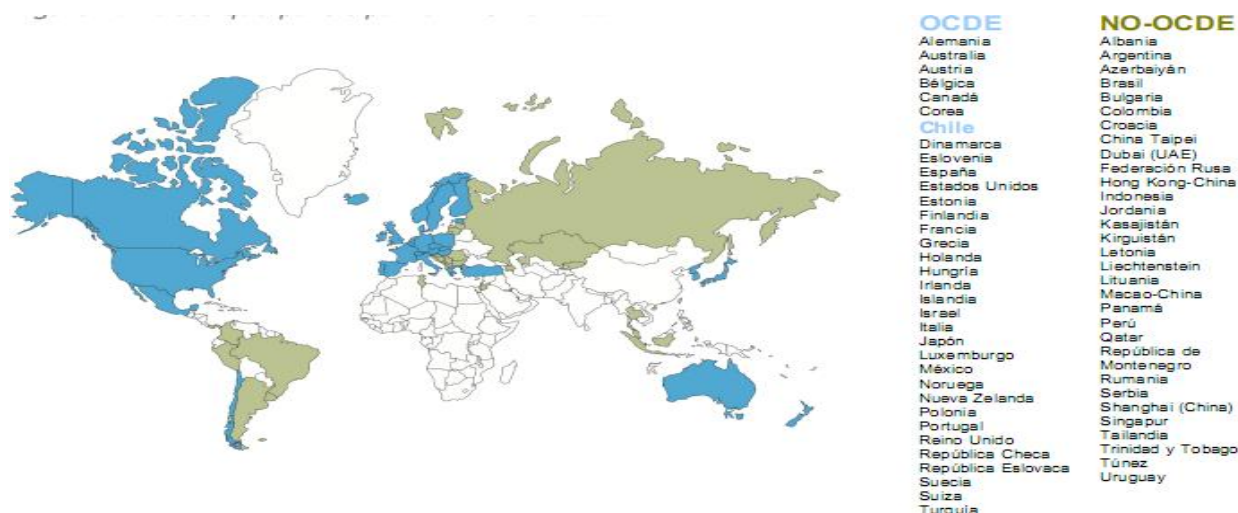 OCDE
Alemania
Australia
Austria
Bélgica
Canadá
Corea
Chile
Dinamarca
Eslovenia
España
Estados Unidos
Estonia
Finlandia
Francia
Grecia
Holanda
Hungría
Irlanda
Islandia
Israel
Italia
Japón
Luxemburgo
México
Noruega
Nueva Zelanda
Polonia
Portugal
Reino Unido
República Checa
República Eslovaca
Suecia
Suiza
Turquía
NO-OCDE
Albania
Argentina
Azerbaiyán
Brasil
Bulgaria
Colombia
Croacia
China Taipei
Dubai (UAE)
Federación Rusa
Hong Kong-China
Indonesia
Jordania
Kasajistán
Kirguistán
Letonia
Liechtenstein
Lituania
Macao-China
Panamá
Perú
Qatar
República de
Montenegro
Rumania
Serbia
Shanghai (China)
Singapur
Tailandia
Trinidad y Tobago
Túnez
Uruguay